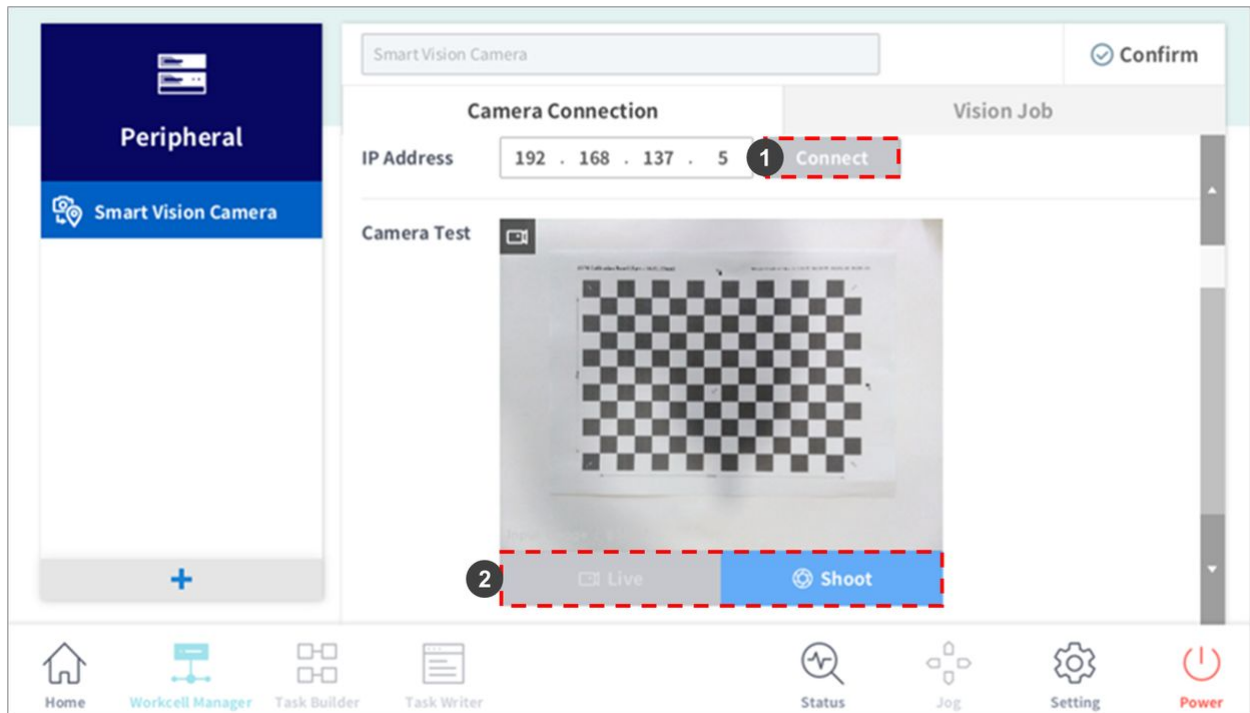 Peripheral
Smart Vision Camera
+
Smart Vision Camera
Confirm
Camera Connection
Vision Job
IP Address
192 . 168 . 137 . 5
1
Connect
Camera Test
2
Live
Shoot
Home
Workcell Manager
Task Builder
Task Writer
Status
Jog
Setting
Power